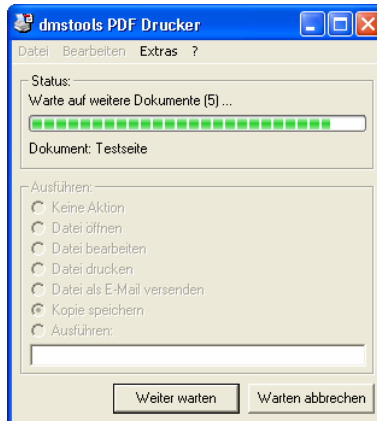 dmstools PDF Drucker
Datei Bearbeiten Extras ?
Status:
Warte auf weitere Dokumente (5) ...
Dokument: Testseite
Ausführen:
Keine Aktion
Datei öffnen
Datei bearbeiten
Datei drucken
Datei als E-Mail versenden
Kopie speichern
Ausführen:
Weiter warten Warten abbrechen